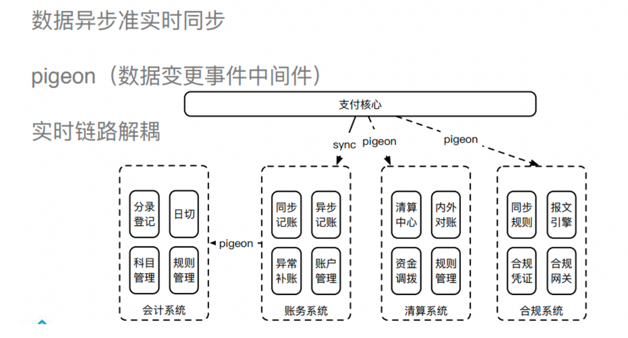 数据异步准实时同步
pigeon（数据变更事件中间件）
实时链路解耦
支付核心
sync
pigeon
pigeon
分录登记
日切
科目管理
规则管理
会计系统
pigeon
同步记账
异步记账
异常补账
账户管理
账务系统
清算中心
内外对账
资金调拨
规则管理
清算系统
同步规则
报文引擎
合规凭证
合规网关
合规系统